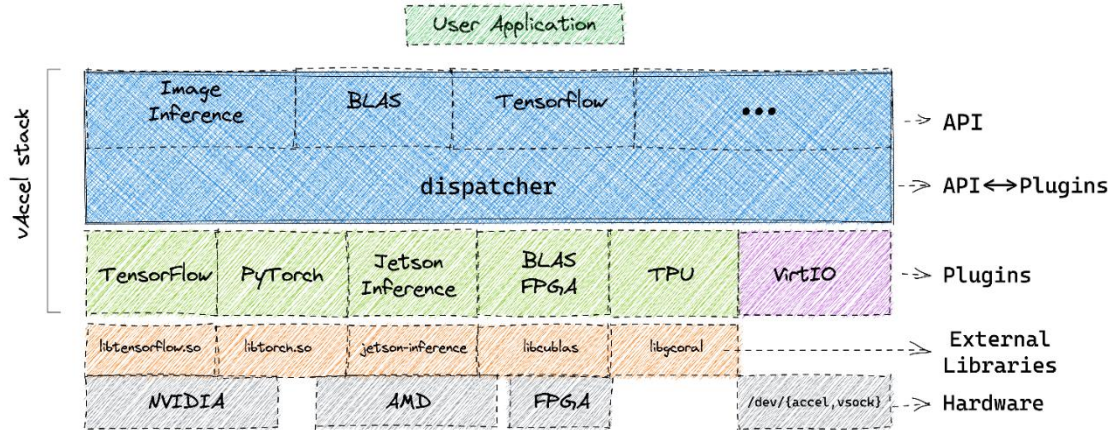 User Application
vAccel stack
Image
Inference
BLAS
Tensorflow
•••
API
dispatcher
API↔Plugins
TensorFlow
PyTorch
Jetson
Inference
BLAS
FPGA
TPU
VirtIO
Plugins
libtensorflow.so
libtorch.so
jetson-inference
libcublas
libgcoral
External
Libraries
NVIDIA
AMD
FPGA
/dev/{accel,vsock}
Hardware